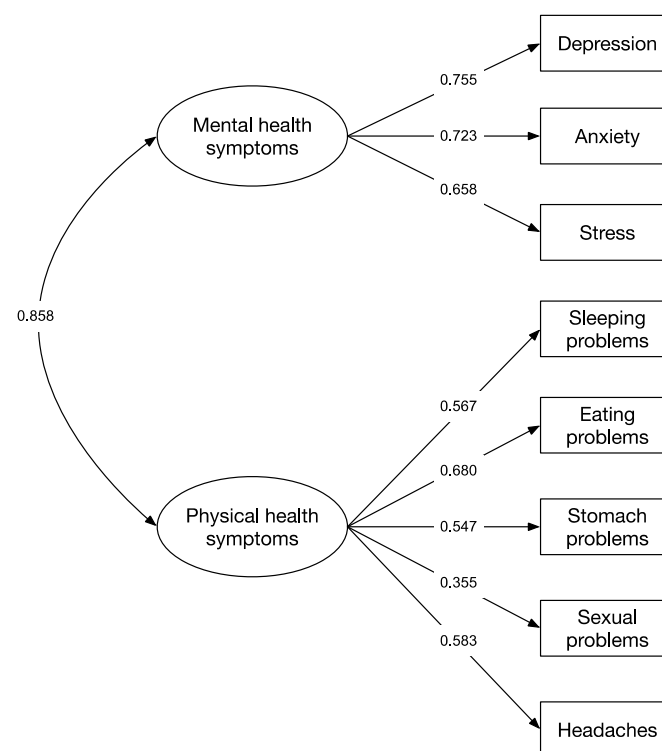 Depression
0.755
Mental health
symptoms
0.723
Anxiety
0.658
Stress
0.858
Sleeping
problems
0.567
Eating
problems
0.680
Physical health
symptoms
0.547
Stomach
problems
0.355
Sexual
problems
0.583
Headaches